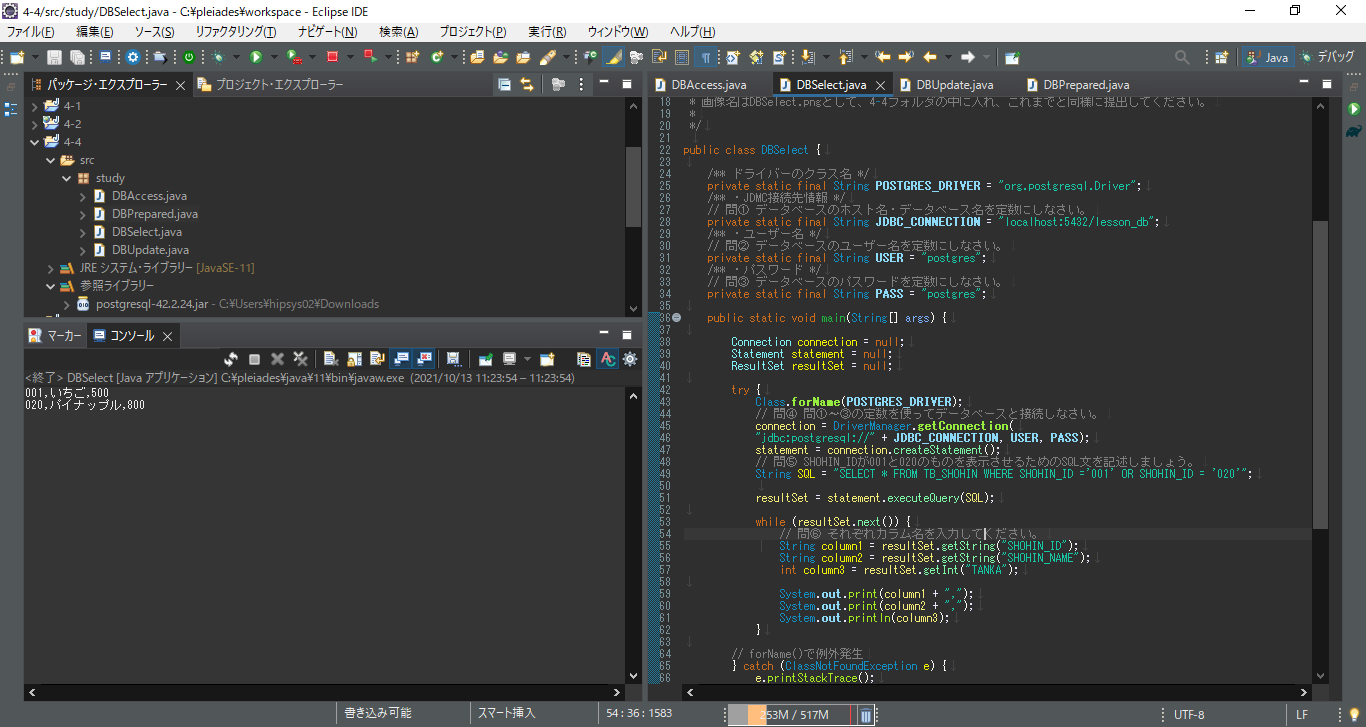 4-4/src/study/DBSelect.java - C:¥pleiades¥workspace - Eclipse IDE
ファイル(F) 編集(E) ソース(S) リファクタリング(T) ナビゲート(N) 検索(A) プロジェクト(P) 実行(R) ウィンドウ(W) ヘルプ(H)
Java デバッグ
パッケージ・エクスプローラー プロジェクト・エクスプローラー
4-1
4-2
4-4
src
study
DBAccess.java
DBPrepared.java
DBSelect.java
DBUpdate.java
JRE システム・ライブラリー [JavaSE-11]
参照ライブラリー
postgresql-42.2.24.jar - C:¥Users¥hipsys02¥Downloads
マーカー コンソール
<終了> DBSelect [Java アプリケーション] C:¥pleiades¥java¥11¥bin¥javaw.exe (2021/10/13 11:23:54 – 11:23:54)
001,いちご,500
020,パイナップル,800
DBAccess.java DBSelect.java DBUpdate.java DBPrepared.java
18 * 画像名はDBSelect.pngとして、4-4フォルダの中に入れ、これまでと同様に提出してください。
19 *
20 */
21
22 public class DBSelect {
23
24 /** ドライバーのクラス名 */
25 private static final String POSTGRES_DRIVER = "org.postgresql.Driver";
26 /** ・JDMC接続先情報 */
27 // 問① データベースのホスト名・データベース名を定数にしなさい。
28 private static final String JDBC_CONNECTION = "localhost:5432/lesson_db";
29 /** ・ユーザー名 */
30 // 問② データベースのユーザー名を定数にしなさい。
31 private static final String USER = "postgres";
32 /** ・パスワード */
33 // 問③ データベースのパスワードを定数にしなさい。
34 private static final String PASS = "postgres";
35
36 public static void main(String[] args) {
37
38 Connection connection = null;
39 Statement statement = null;
40 ResultSet resultSet = null;
41
42 try {
43 Class.forName(POSTGRES_DRIVER);
44 // 問④ 問①～③の定数を使ってデータベースと接続しなさい。
45 connection = DriverManager.getConnection(
46 "jdbc:postgresql://" + JDBC_CONNECTION, USER, PASS);
47 statement = connection.createStatement();
48 // 問⑤ SHOHIN_IDが001と020のものを表示させるためのSQL文を記述しましょう。
49 String SQL = "SELECT * FROM TB_SHOHIN WHERE SHOHIN_ID ='001' OR SHOHIN_ID = '020'";
50
51 resultSet = statement.executeQuery(SQL);
52
53 while (resultSet.next()) {
54 // 問⑥ それぞれカラム名を入力してください。
55 String column1 = resultSet.getString("SHOHIN_ID");
56 String column2 = resultSet.getString("SHOHIN_NAME");
57 int column3 = resultSet.getInt("TANKA");
58
59 System.out.print(column1 + ",");
60 System.out.print(column2 + ",");
61 System.out.println(column3);
62 }
63
64 // forName()で例外発生
65 } catch (ClassNotFoundException e) {
66 e.printStackTrace();
書き込み可能 スマート挿入 54 : 36 : 1583 253M / 517M UTF-8 LF